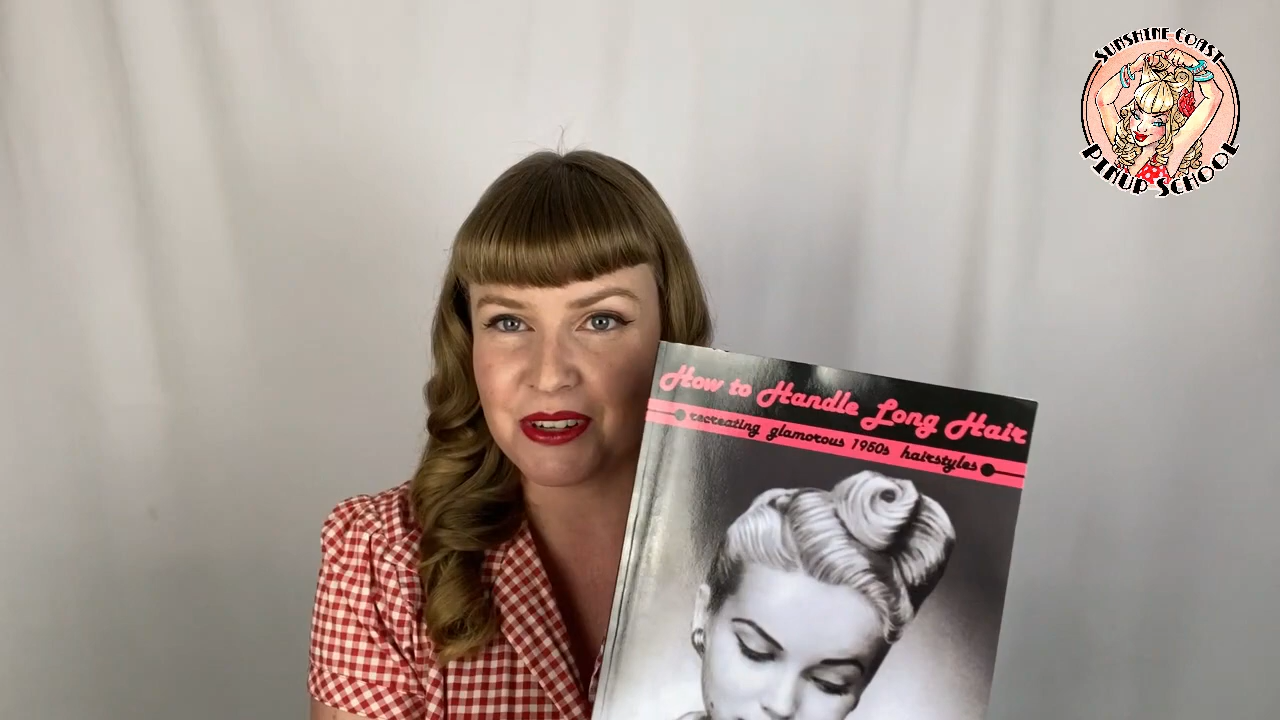 SUNSHINE COAST
PINUP SCHOOL
How to Handle Long Hair
recreating glamorous 1950s hairstyles